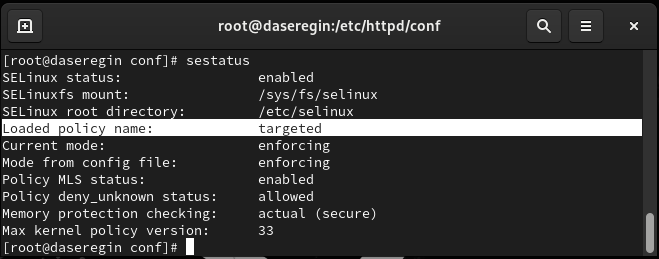 root@daseregin:/etc/httpd/conf
[root@daseregin conf]# sestatus
SELinux status:                 enabled
SELinuxfs mount:                /sys/fs/selinux
SELinux root directory:         /etc/selinux
Loaded policy name:             targeted
Current mode:                   enforcing
Mode from config file:          enforcing
Policy MLS status:              enabled
Policy deny_unknown status:     allowed
Memory protection checking:     actual (secure)
Max kernel policy version:      33
[root@daseregin conf]#